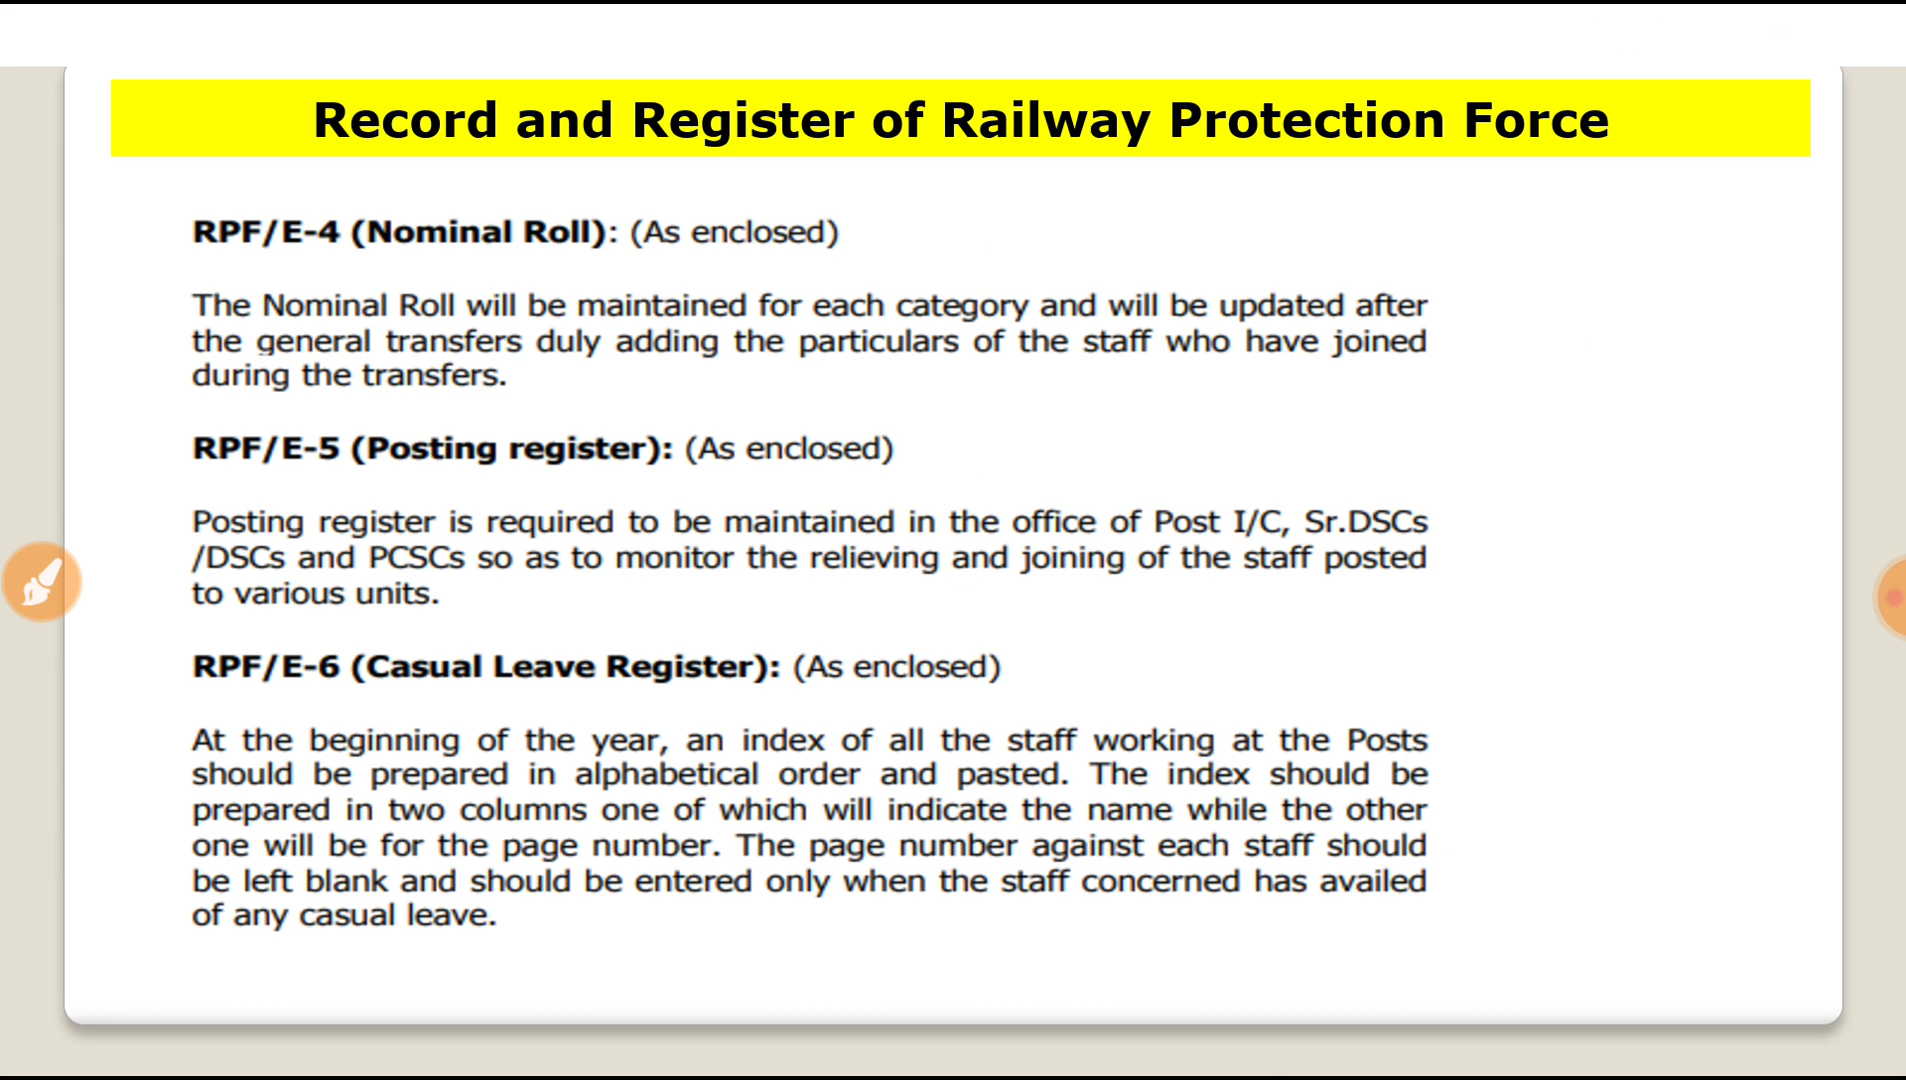 Record and Register of Railway Protection Force
RPF/E-4 (Nominal Roll): (As enclosed)
The Nominal Roll will be maintained for each category and will be updated after
the general transfers duly adding the particulars of the staff who have joined
during the transfers.
RPF/E-5 (Posting register): (As enclosed)
Posting register is required to be maintained in the office of Post I/C, Sr.DSCs
/DSCs and PCSCs so as to monitor the relieving and joining of the staff posted
to various units.
RPF/E-6 (Casual Leave Register): (As enclosed)
At the beginning of the year, an index of all the staff working at the Posts
should be prepared in alphabetical order and pasted. The index should be
prepared in two columns one of which will indicate the name while the other
one will be for the page number. The page number against each staff should
be left blank and should be entered only when the staff concerned has availed
of any casual leave.